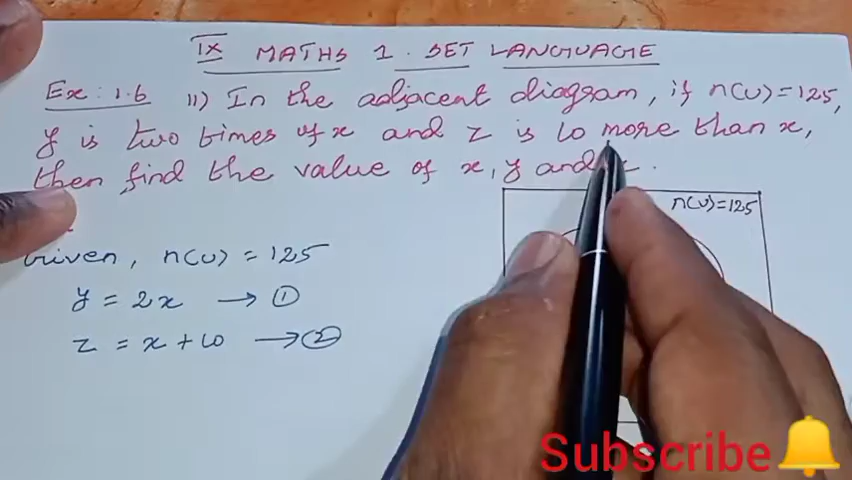 IX MATHS 1. SET LANGUAGE
Ex: 1.6 11) In the adjacent diagram, if n(U)=125,
y is two times of x and z is 10 more than x,
then find the value of x, y and
n(U)=125
Given, n(U) = 125
y = 2x → ①
z = x + 10 → ②
Subscribe